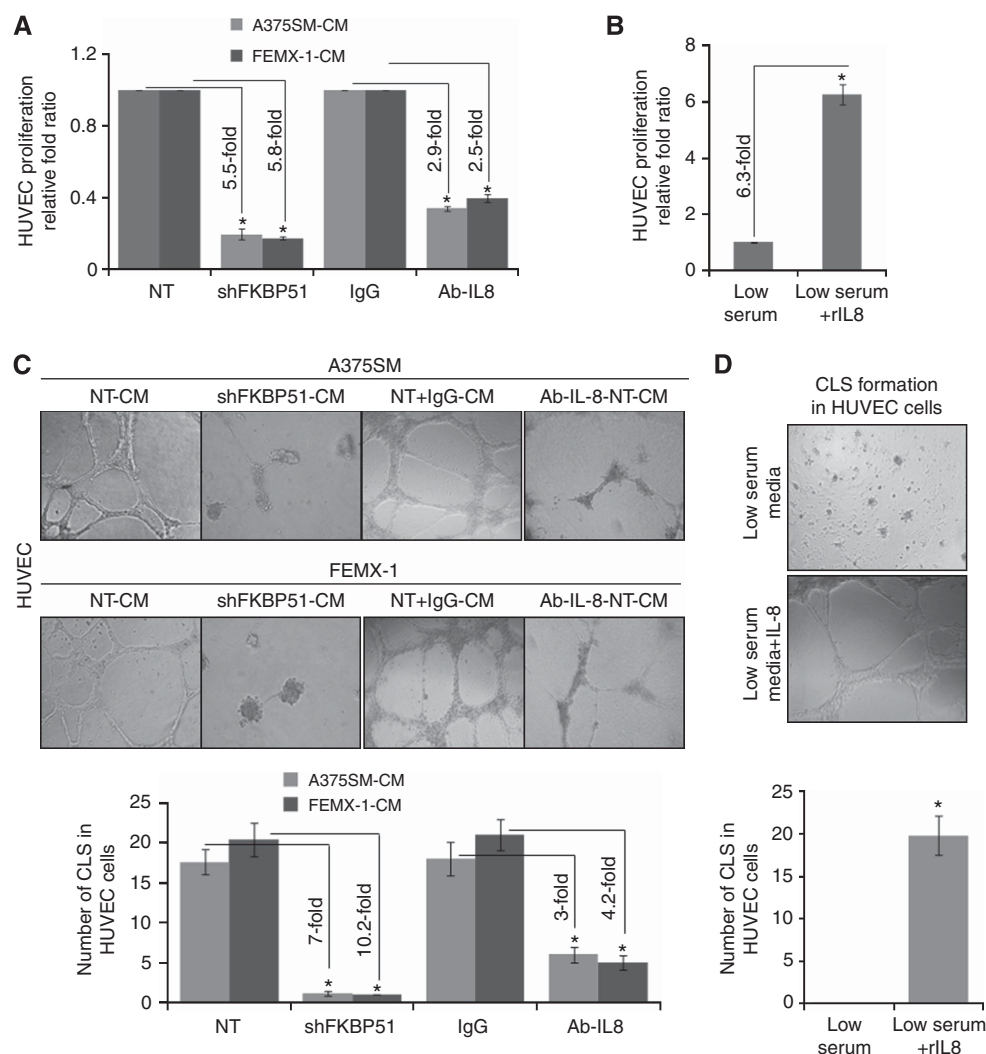 A
A375SM-CM
FEMX-1-CM
HUVEC proliferation
relative fold ratio
1.2
0.8
0.4
0
5.5-fold
5.8-fold
2.9-fold
2.5-fold
*
*
*
*
NT
shFKBP51
IgG
Ab-IL8
B
HUVEC proliferation
relative fold ratio
8
6
4
2
0
6.3-fold
*
Low
serum
Low serum
+rIL8
C
A375SM
NT-CM
shFKBP51-CM
NT+IgG-CM
Ab-IL-8-NT-CM
HUVEC
FEMX-1
NT-CM
shFKBP51-CM
NT+IgG-CM
Ab-IL-8-NT-CM
A375SM-CM
FEMX-1-CM
Number of CLS in
HUVEC cells
25
20
15
10
5
0
7-fold
10.2-fold
3-fold
4.2-fold
*
*
*
*
NT
shFKBP51
IgG
Ab-IL8
D
CLS formation
in HUVEC cells
Low serum
media
Low serum
media+IL-8
Number of CLS in
HUVEC cells
25
20
15
10
5
0
*
Low
serum
Low serum
+rIL8